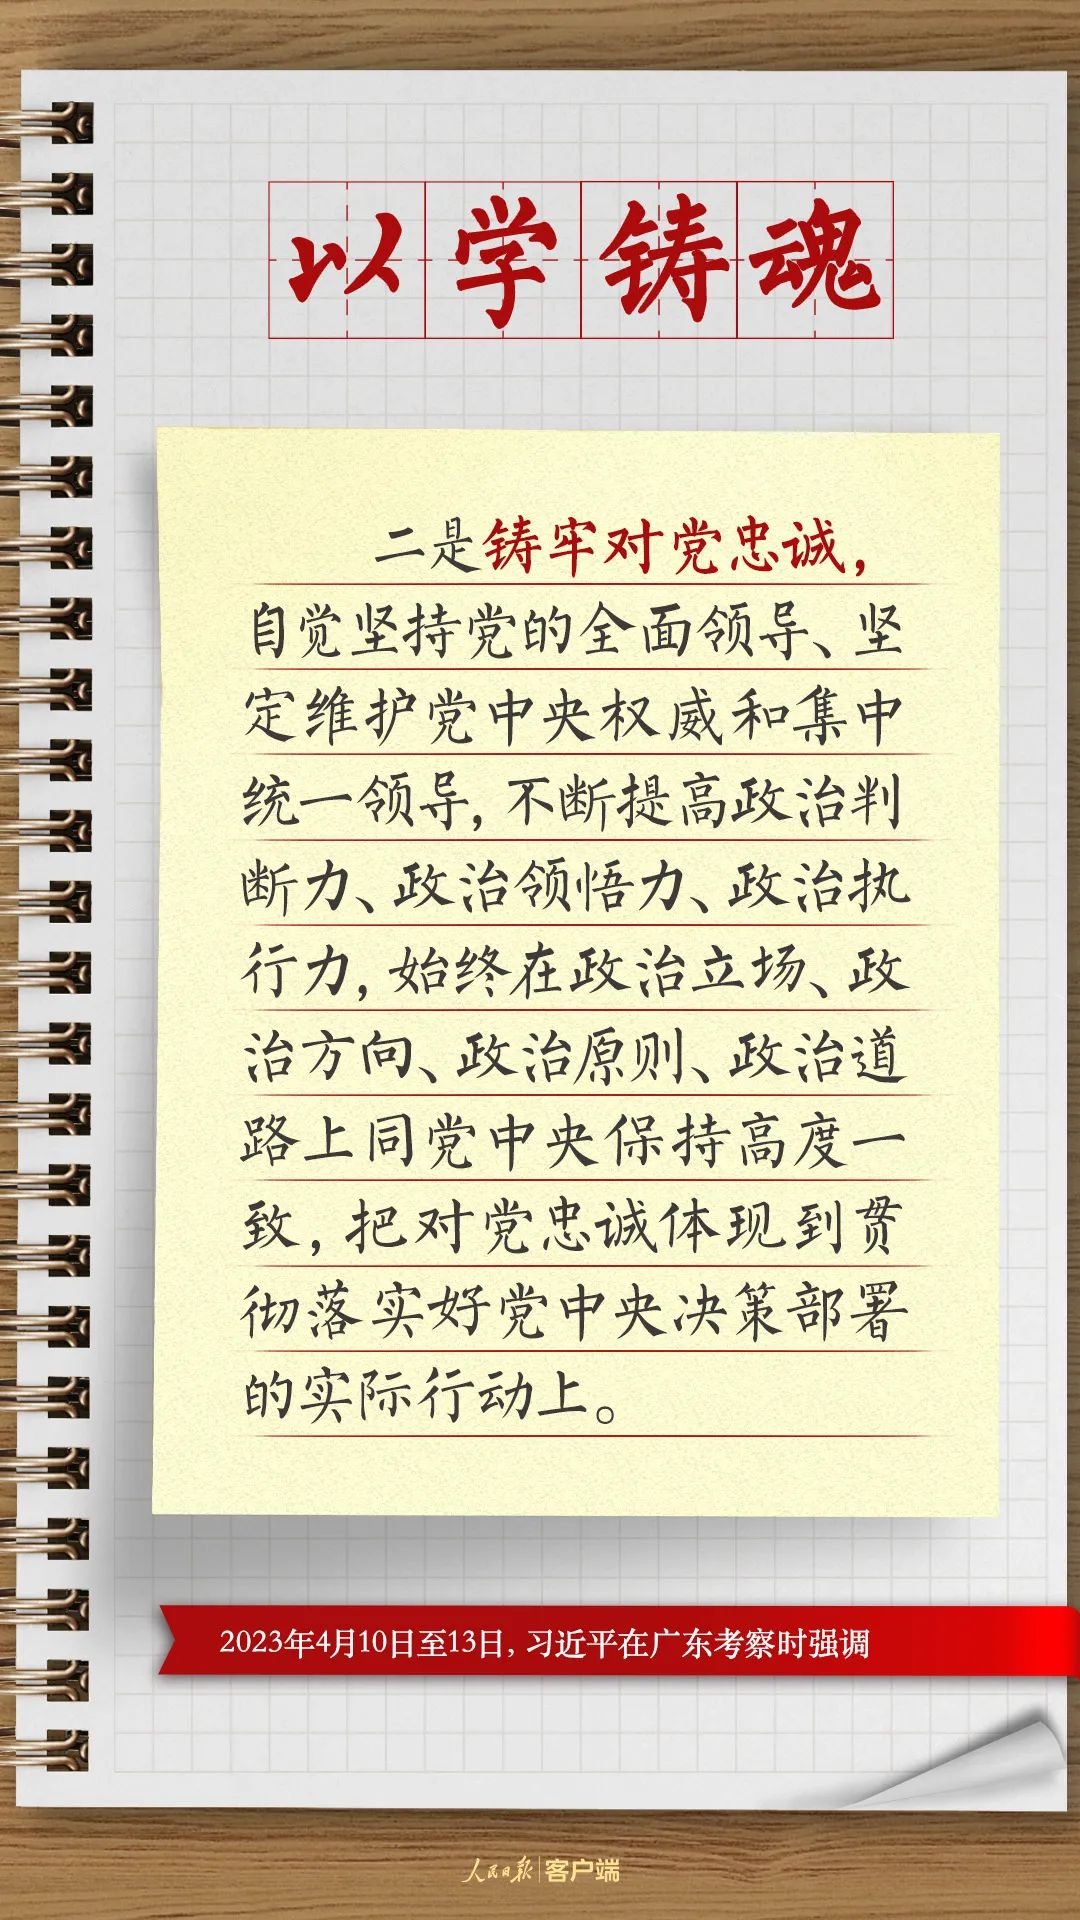 以学铸魂
二是铸牢对党忠诚，
自觉坚持党的全面领导、坚
定维护党中央权威和集中
统一领导，不断提高政治判
断力、政治领悟力、政治执
行力，始终在政治立场、政
治方向、政治原则、政治道
路上同党中央保持高度一
致，把对党忠诚体现到贯
彻落实好党中央决策部署
的实际行动上。
2023年4月10日至13日，习近平在广东考察时强调
人民日报|客户端